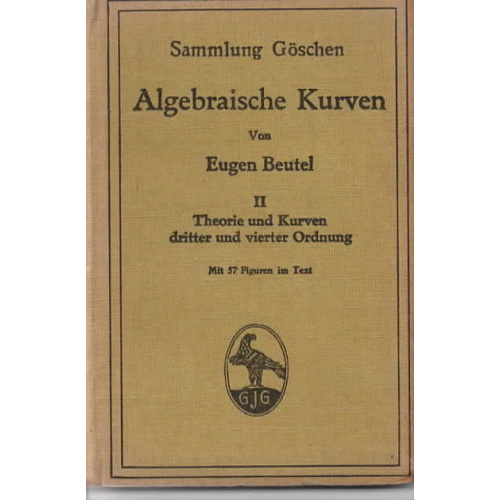 Sammlung Göschen
Algebraische Kurven
Von
Eugen Beutel
II
Theorie und Kurven
dritter und vierter Ordnung
Mit 57 Figuren im Text
GJG